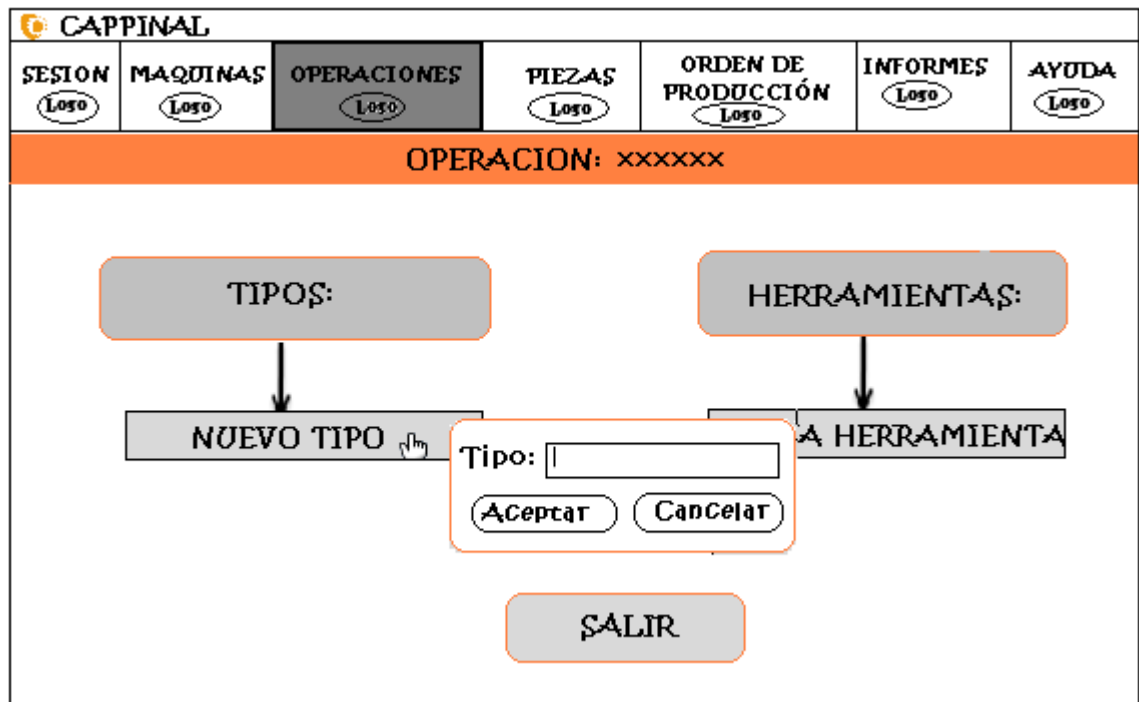 CAPPINAL
SESION
Logo
MAQUINAS
Logo
OPERACIONES
Logo
PIEZAS
Logo
ORDEN DE
PRODUCCIÓN
Logo
INFORMES
Logo
AYUDA
Logo
OPERACION: xxxxxx
TIPOS:
HERRAMIENTAS:
NUEVO TIPO
A HERRAMIENTA
Tipo:
Aceptar
Cancelar
SALIR